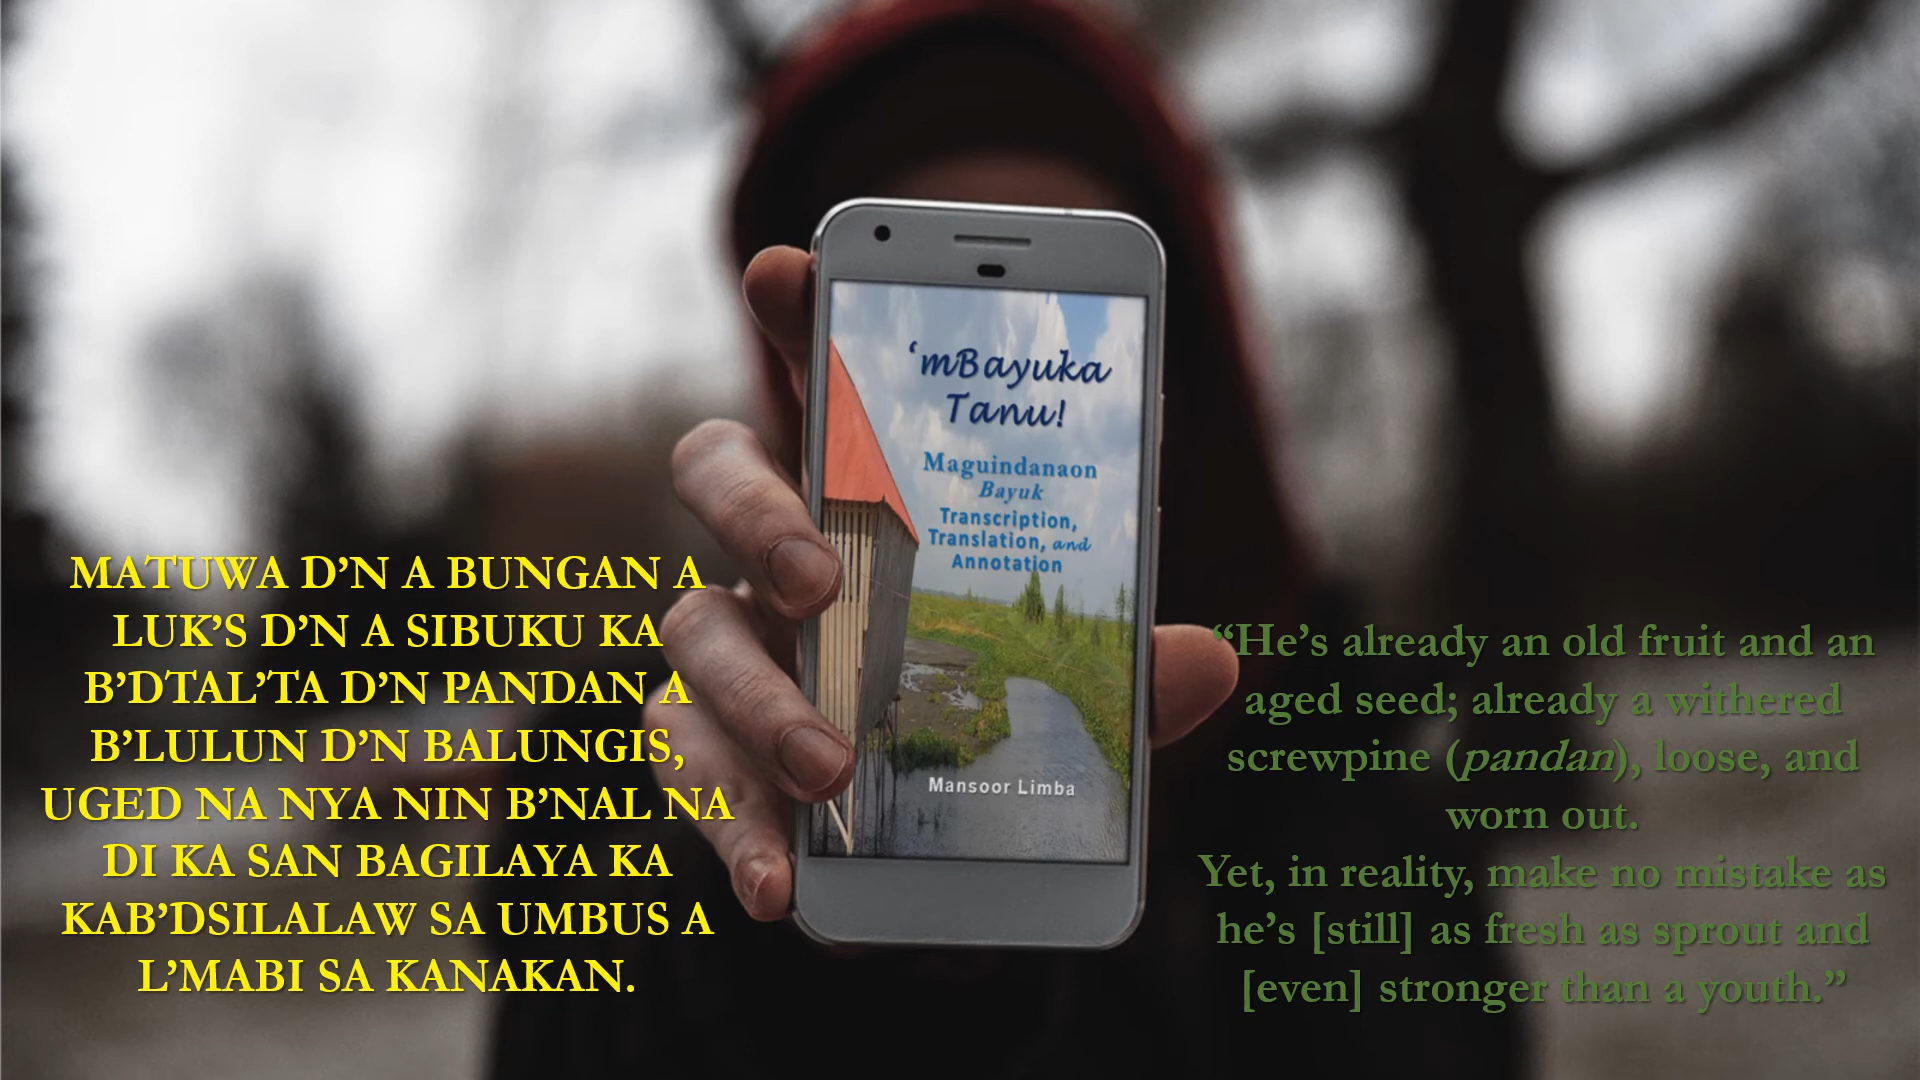 MATUWA D’N A BUNGAN A
LUK’S D’N A SIBUKU KA
B’DTAL’TA D’N PANDAN A
B’LULUN D’N BALUNGIS,
UGED NA NYA NIN B’NAL NA
DI KA SAN BAGILAYA KA
KAB’DSILALAW SA UMBUS A
L’MABI SA KANAKAN.
‘mBayuka
Tanu!
Maguindanaon
Bayuk
Transcription,
Translation, and
Annotation
Mansoor Limba
“He’s already an old fruit and an
aged seed; already a withered
screwpine (pandan), loose, and
worn out.
Yet, in reality, make no mistake as
he’s [still] as fresh as sprout and
[even] stronger than a youth.”